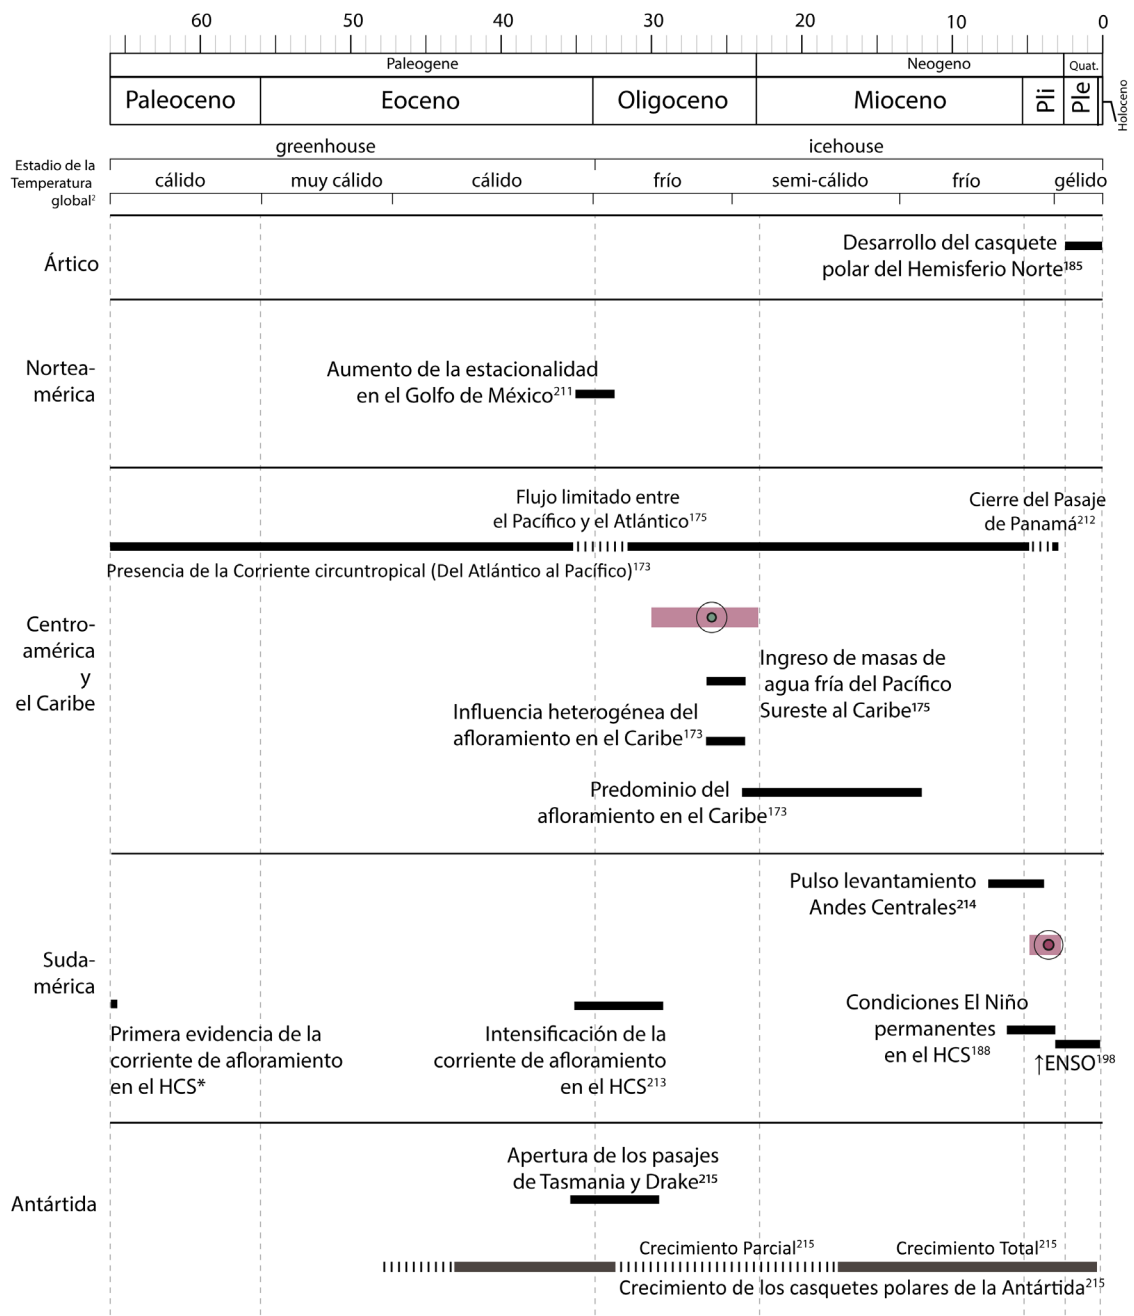 60 50 40 30 20 10 0
Paleogene Neogeno Quat.
Paleoceno Eoceno Oligoceno Mioceno Pli Ple Holoceno
greenhouse icehouse
Estadio de la
Temperatura
global²
cálido muy cálido cálido frío semi-cálido frío gélido
Ártico
Desarrollo del casquete
polar del Hemisferio Norte¹⁸⁵
Nortea-
mérica
Aumento de la estacionalidad
en el Golfo de México²¹¹
Centro-
américa
y
el Caribe
Flujo limitado entre
el Pacífico y el Atlántico¹⁷⁵
Cierre del Pasaje
de Panamá²¹²
Presencia de la Corriente circuntropical (Del Atlántico al Pacífico)¹⁷³
Ingreso de masas de
agua fría del Pacífico
Sureste al Caribe¹⁷⁵
Influencia heterogénea del
afloramiento en el Caribe¹⁷³
Predominio del
afloramiento en el Caribe¹⁷³
Suda-
mérica
Pulso levantamiento
Andes Centrales²¹⁴
Primera evidencia de la
corriente de afloramiento
en el HCS*
Intensificación de la
corriente de afloramiento
en el HCS²¹³
Condiciones El Niño
permanentes
en el HCS¹⁸⁸
↑ENSO¹⁹⁸
Antártida
Apertura de los pasajes
de Tasmania y Drake²¹⁵
Crecimiento Parcial²¹⁵ Crecimiento Total²¹⁵
Crecimiento de los casquetes polares de la Antártida²¹⁵